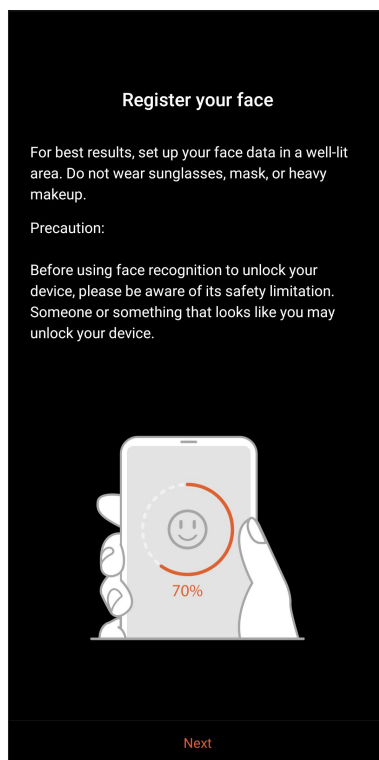 Register your face
For best results, set up your face data in a well-lit
area. Do not wear sunglasses, mask, or heavy
makeup.
Precaution:
Before using face recognition to unlock your
device, please be aware of its safety limitation.
Someone or something that looks like you may
unlock your device.
70%
Next